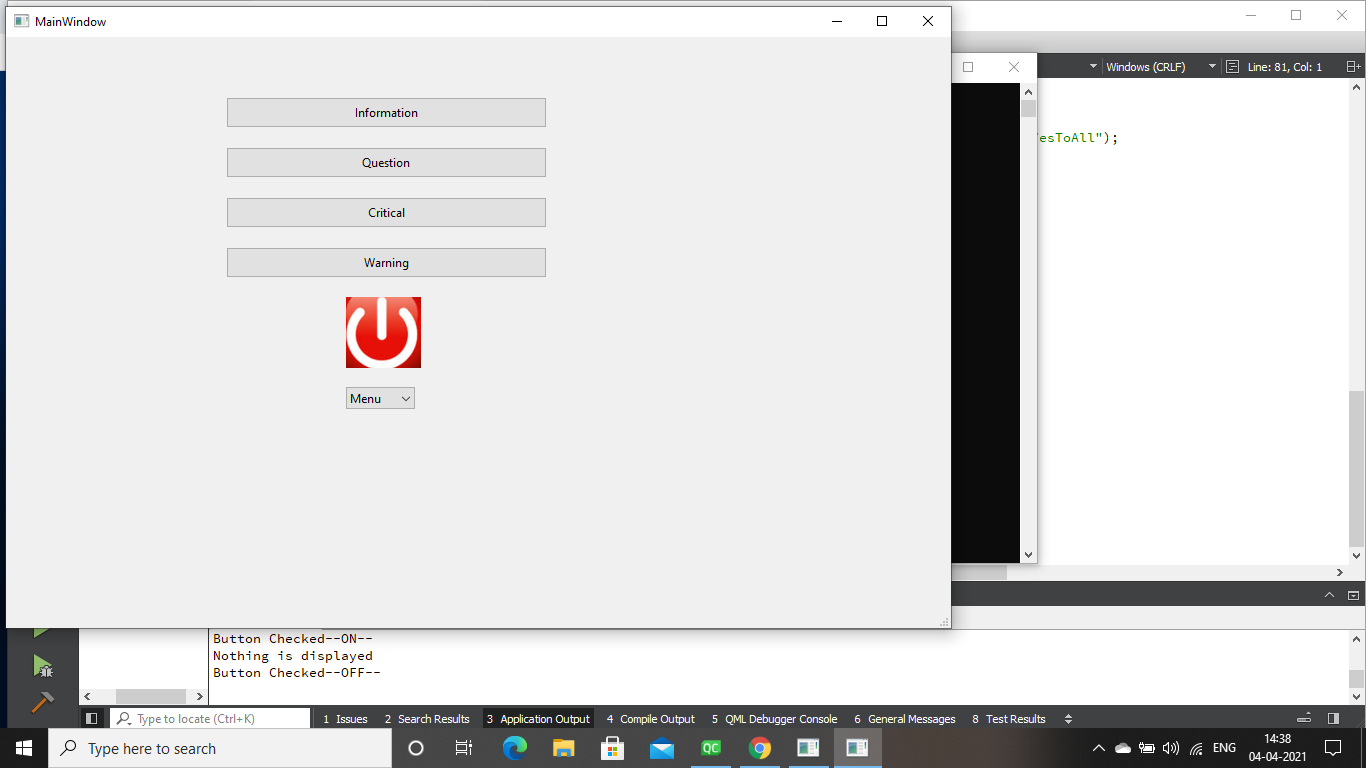 MainWindow
Windows (CRLF)
Line: 81, Col: 1
Information
esToAll");
Question
Critical
Warning
Menu
Button Checked--ON--
Nothing is displayed
Button Checked--OFF--
Type to locate (Ctrl+K)
1 Issues
2 Search Results
3 Application Output
4 Compile Output
5 QML Debugger Console
6 General Messages
8 Test Results
Type here to search
QC
ENG
14:38
04-04-2021